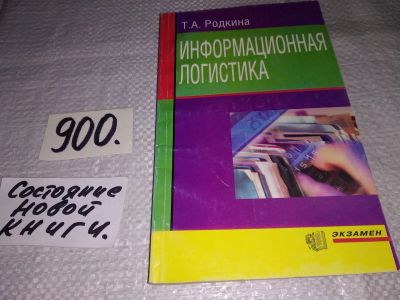 Т.А. Родкина
ИНФОРМАЦИОННАЯ
ЛОГИСТИКА
ЭКЗАМЕН
900.
Состояние
новой
книги.